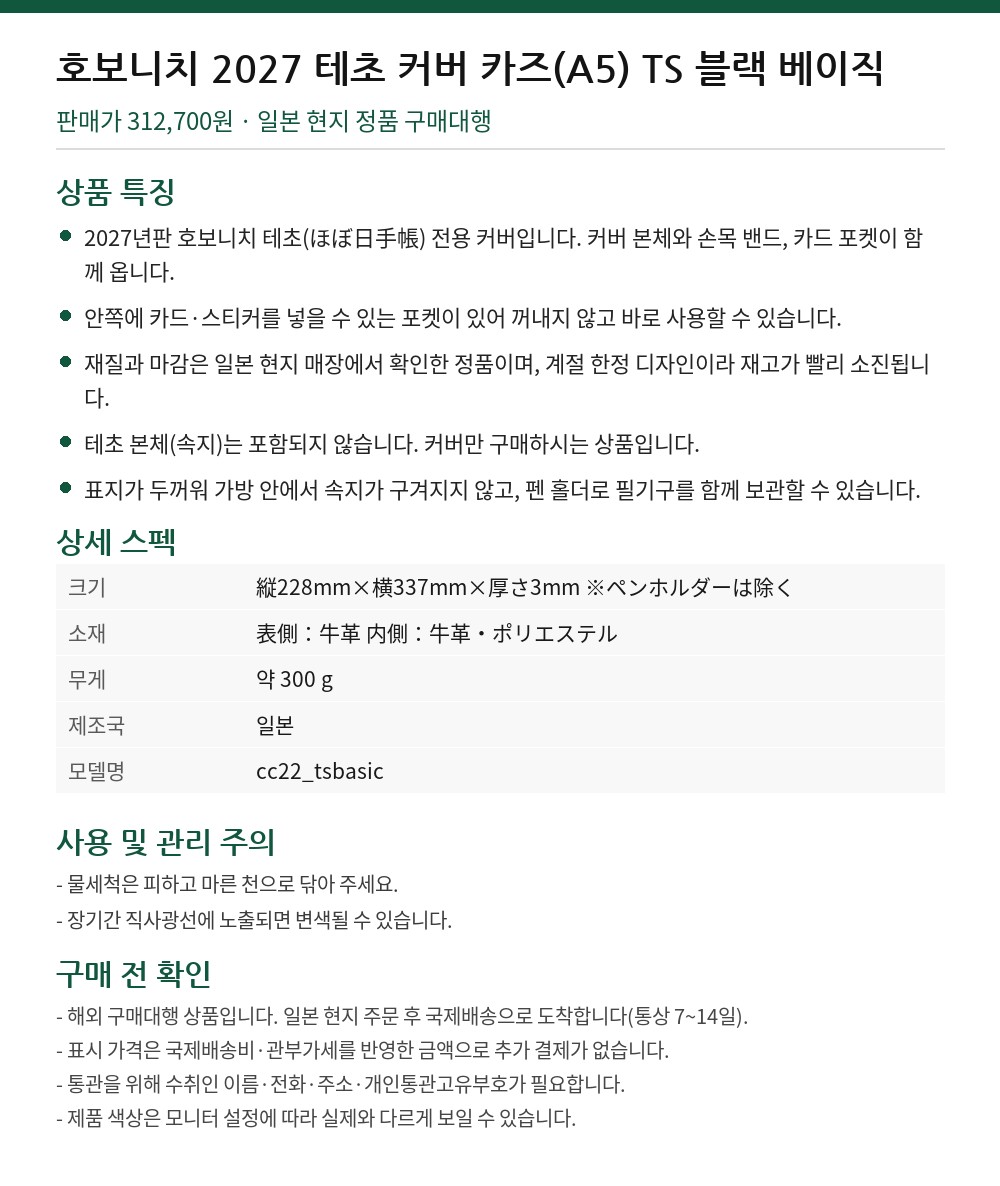 호보니치 2027 테초 커버 카즈(A5) TS 블랙 베이직
판매가 312,700원 · 일본 현지 정품 구매대행
상품 특징
● 2027년판 호보니치 테초(ほぼ日手帳) 전용 커버입니다. 커버 본체와 손목 밴드, 카드 포켓이 함
께 옵니다.
● 안쪽에 카드·스티커를 넣을 수 있는 포켓이 있어 꺼내지 않고 바로 사용할 수 있습니다.
● 재질과 마감은 일본 현지 매장에서 확인한 정품이며, 계절 한정 디자인이라 재고가 빨리 소진됩니
다.
● 테초 본체(속지)는 포함되지 않습니다. 커버만 구매하시는 상품입니다.
● 표지가 두꺼워 가방 안에서 속지가 구겨지지 않고, 펜 홀더로 필기구를 함께 보관할 수 있습니다.
상세 스펙
크기 縦228mm×横337mm×厚さ3mm ※ペンホルダーは除く
소재 表側：牛革 内側：牛革・ポリエステル
무게 약 300 g
제조국 일본
모델명 cc22_tsbasic
사용 및 관리 주의
- 물세척은 피하고 마른 천으로 닦아 주세요.
- 장기간 직사광선에 노출되면 변색될 수 있습니다.
구매 전 확인
- 해외 구매대행 상품입니다. 일본 현지 주문 후 국제배송으로 도착합니다(통상 7~14일).
- 표시 가격은 국제배송비·관부가세를 반영한 금액으로 추가 결제가 없습니다.
- 통관을 위해 수취인 이름·전화·주소·개인통관고유부호가 필요합니다.
- 제품 색상은 모니터 설정에 따라 실제와 다르게 보일 수 있습니다.